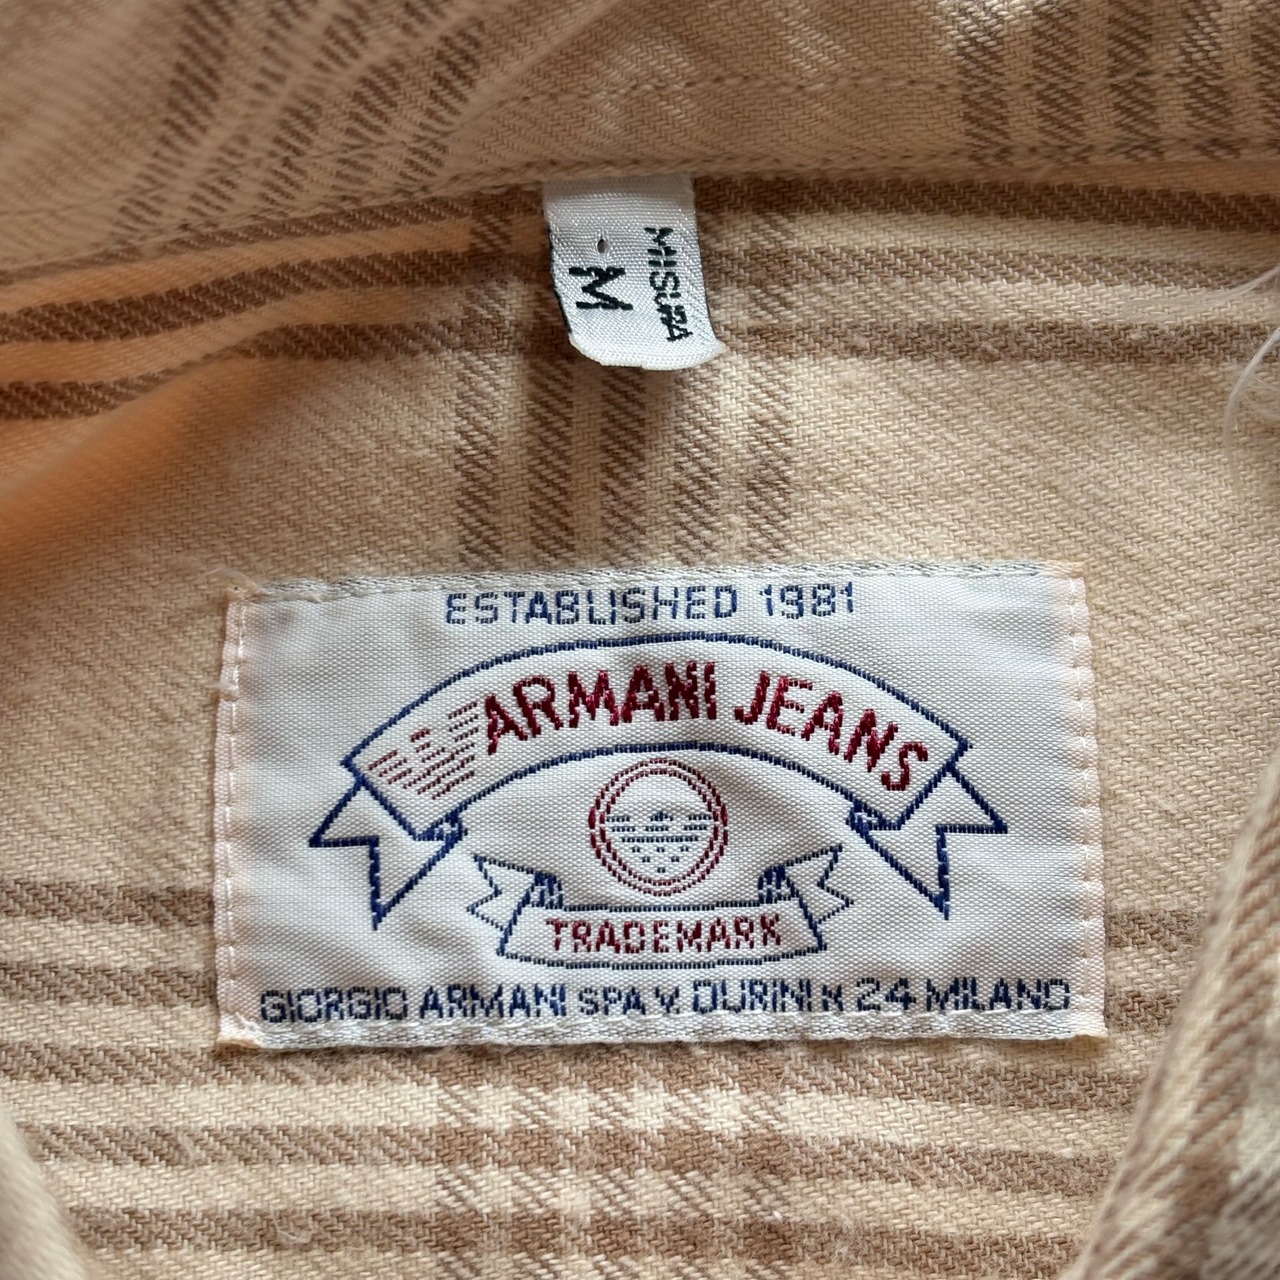 MISURA
M
ESTABLISHED 1981
ARMANI JEANS
TRADEMARK
GIORGIO ARMANI SPA V. DURINI N 24 MILANO